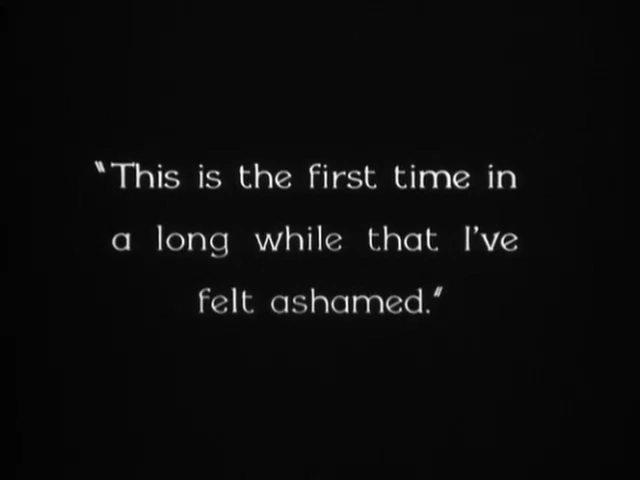 "This is the first time in
a long while that I've
felt ashamed."